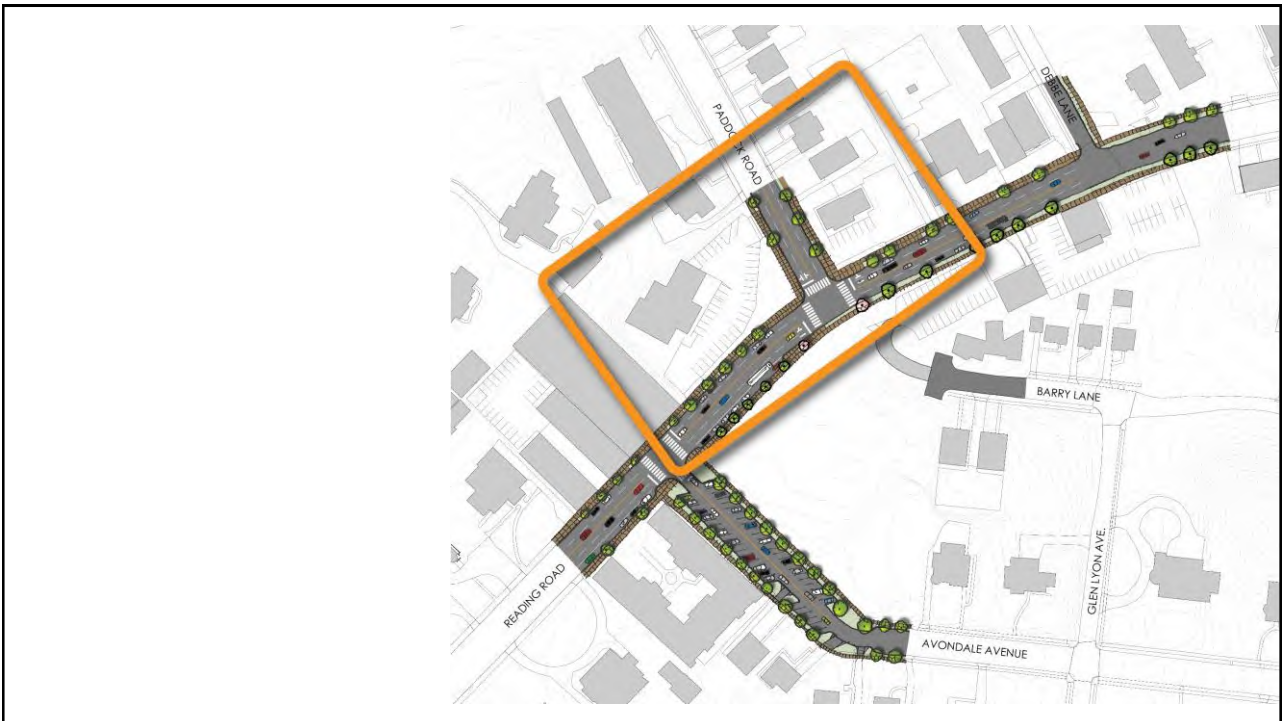 PADDOCK ROAD
DEBBE LANE
BARRY LANE
GLEN LYON AVE.
READING ROAD
AVONDALE AVENUE